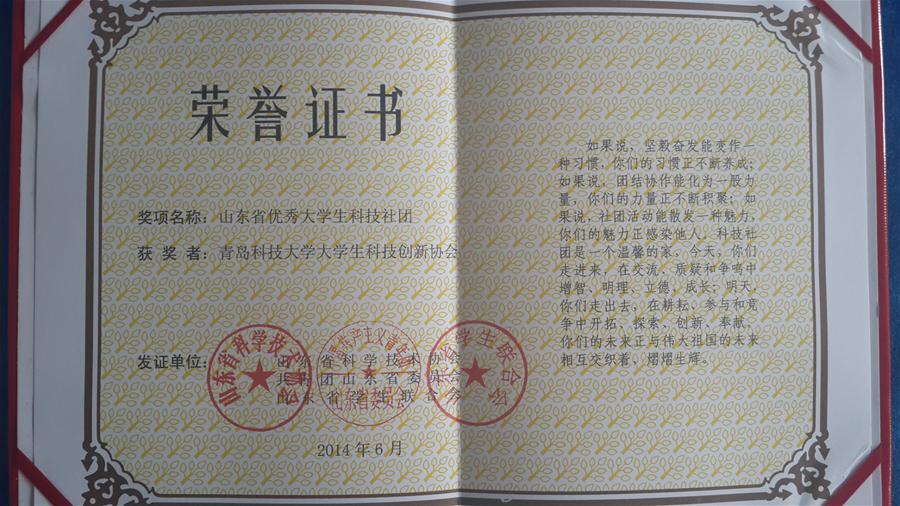 荣誉证书
奖项名称：山东省优秀大学生科技社团
获奖者：青岛科技大学大学生科技创新协会
发证单位：
山东省科学技术协会
共青团山东省委员会
山东省学生联合会
2014年6月
如果说，坚毅奋发能变作一
种习惯，你们的习惯正不断养成；
如果说，团结协作能化为一股力
量，你们的力量正不断积聚；如
果说，社团活动能散发一种魅力，
你们的魅力正感染他人。科技社
团是一个温馨的家，今天，你们
走进来，在交流、质疑和争鸣中
增智、明理、立德，成长；明天，
你们走出去，在耕耘、参与和竞
争中开拓、探索、创新、奉献，
你们的未来正与伟大祖国的未来
相互交织着，熠熠生辉。